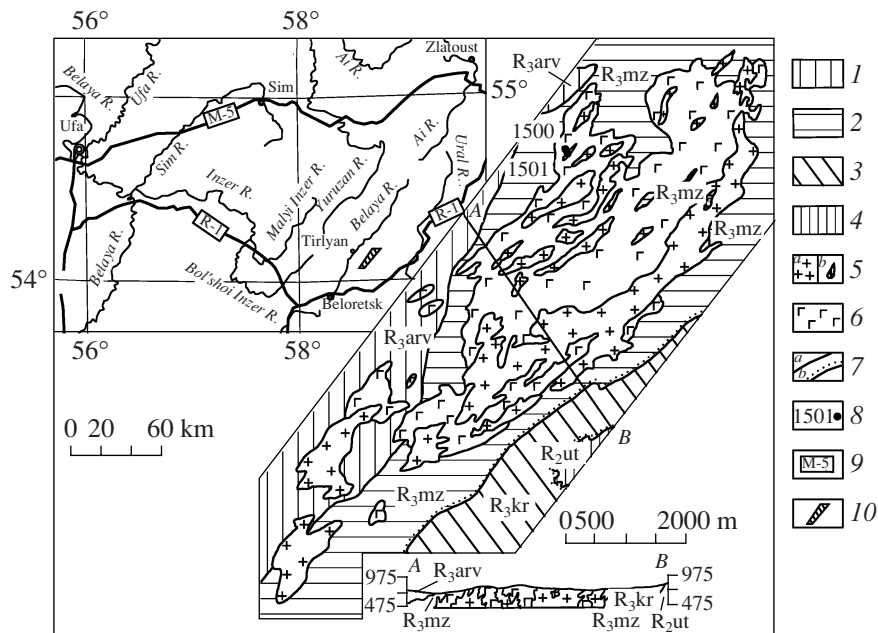 56° 58°
Zlatoust
Belaya R.
Ufa R.
Ai R.
Sim
55°
Ufa
M-5
Sim R.
Ai R.
Ural R.
Inzer R.
Malyi Inzer R.
Yuruzan R.
Belaya R.
R-1
R-1
Tirlyan
Belaya R.
54°
Bol'shoi Inzer R.
Beloretsk
56° 58°
0 20 60 km
R₃arv
R₃mz
1500
1501
R₃mz
R₃mz
A
R₃arv
B
R₂ut
R₃mz
R₃kr
0 500 2000 m
A B
975 R₃arv 975
475 R₃kr 475
R₃mz R₃mz R₂ut
1
2
3
4
a b 5
6
a b 7
1501 8
M-5 9
10